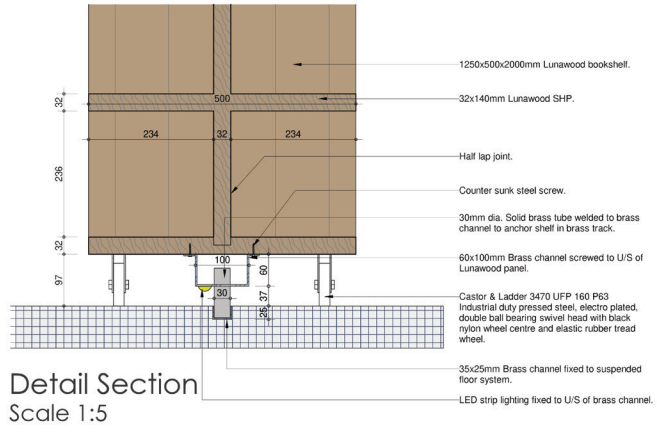 1250x500x2000mm Lunawood bookshelf.
500
32
32x140mm Lunawood SHP.
234
32
234
Half lap joint.
236
Counter sunk steel screw.
30mm dia. Solid brass tube welded to brass
channel to anchor shelf in brass track.
32
100
60
60x100mm Brass channel screwed to U/S of
Lunawood panel.
97
30
37
25
Castor & Ladder 3470 UFP 160 P63
Industrial duty pressed steel, electro plated,
double ball bearing swivel head with black
nylon wheel centre and elastic rubber tread
wheel.
35x25mm Brass channel fixed to suspended
floor system.
LED strip lighting fixed to U/S of brass channel.
Detail Section
Scale 1:5